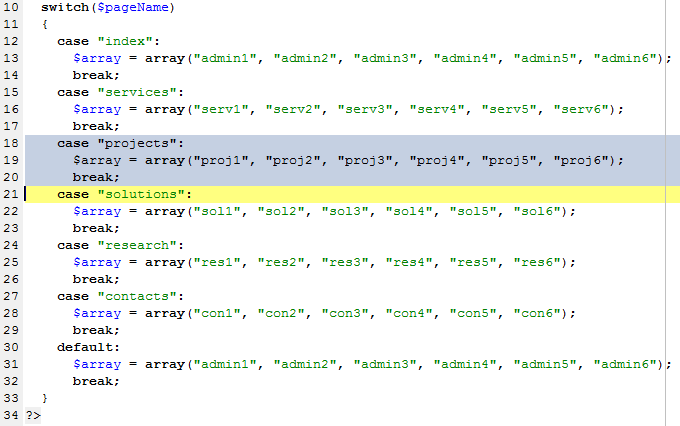 10 switch($pageName)
11 {
12 case "index":
13 $array = array("admin1", "admin2", "admin3", "admin4", "admin5", "admin6");
14 break;
15 case "services":
16 $array = array("serv1", "serv2", "serv3", "serv4", "serv5", "serv6");
17 break;
18 case "projects":
19 $array = array("proj1", "proj2", "proj3", "proj4", "proj5", "proj6");
20 break;
21 case "solutions":
22 $array = array("sol1", "sol2", "sol3", "sol4", "sol5", "sol6");
23 break;
24 case "research":
25 $array = array("res1", "res2", "res3", "res4", "res5", "res6");
26 break;
27 case "contacts":
28 $array = array("con1", "con2", "con3", "con4", "con5", "con6");
29 break;
30 default:
31 $array = array("admin1", "admin2", "admin3", "admin4", "admin5", "admin6");
32 break;
33 }
34 ?>